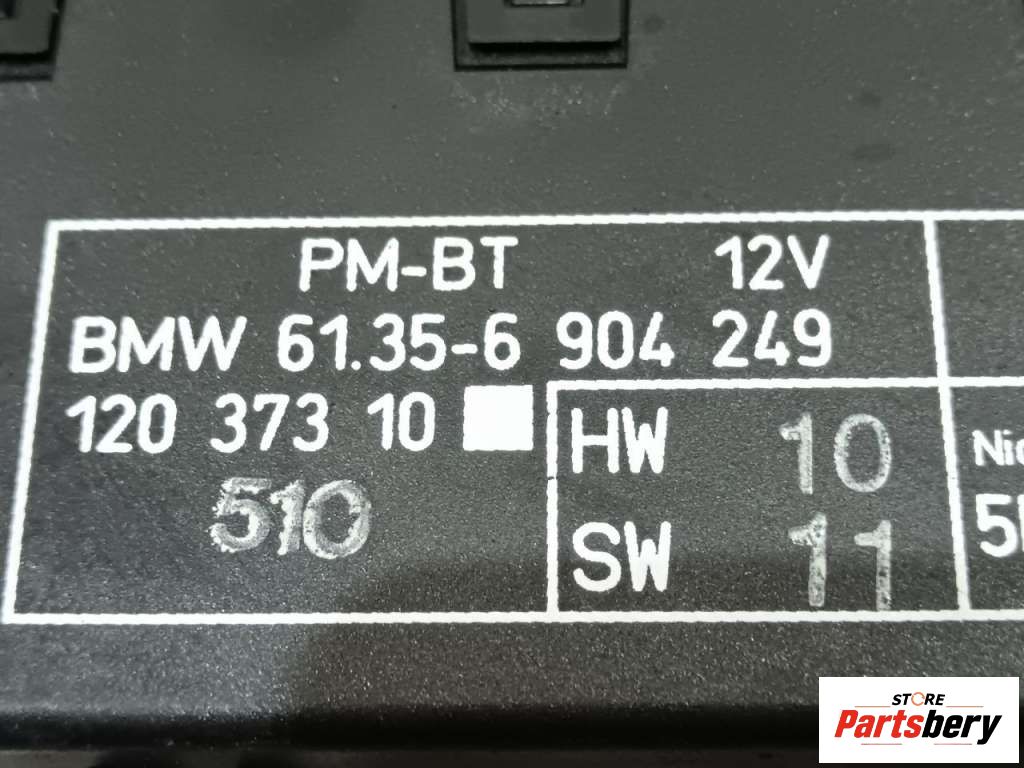 PM-BT 12V
BMW 61.35-6 904 249
120 373 10
510
HW 10
SW 11
STORE
Partsbery